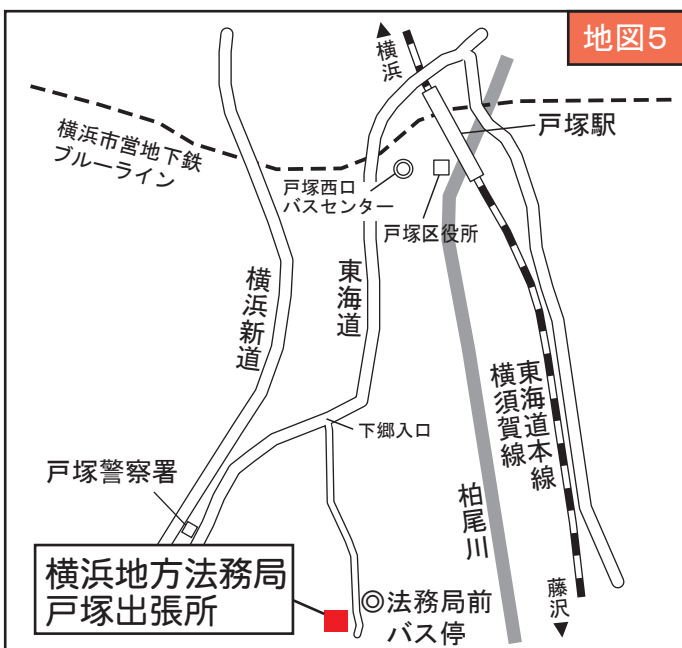 地図5
横浜
戸塚駅
横浜市営地下鉄
ブルーライン
戸塚西口
バスセンター
戸塚区役所
東海道
横浜新道
東海道本線
横須賀線
下郷入口
戸塚警察署
柏尾川
横浜地方法務局
戸塚出張所
法務局前
バス停
藤沢